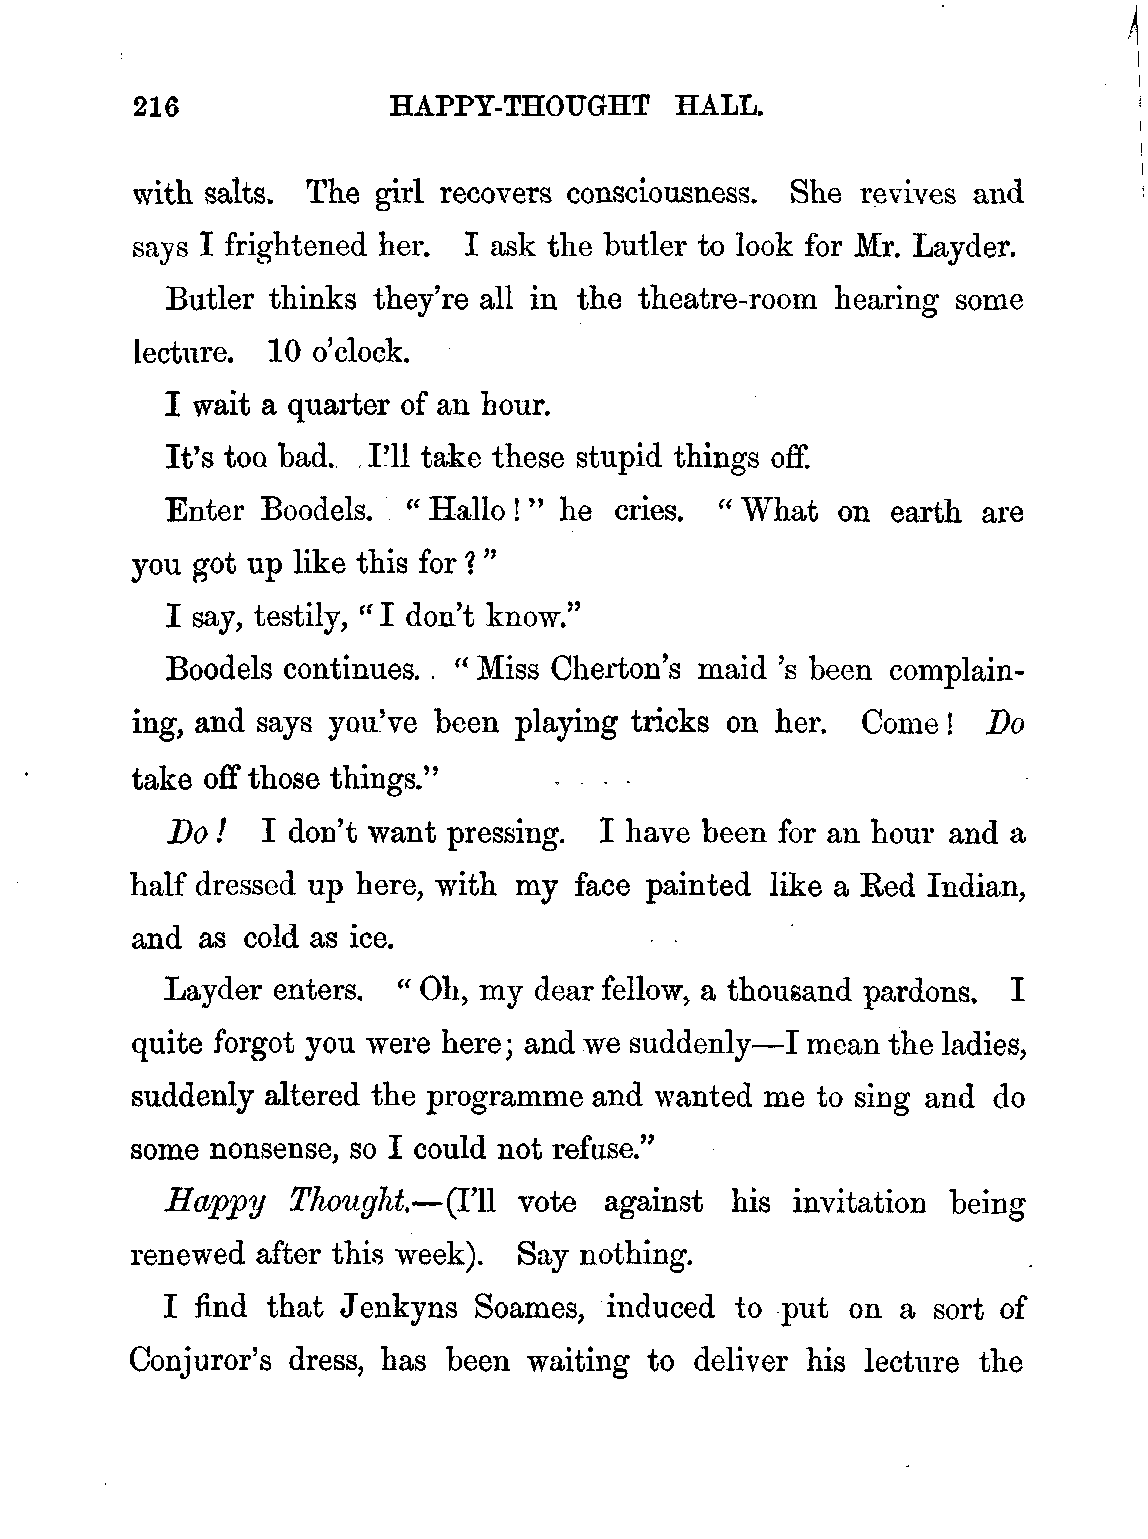 216 HAPPY-THOUGHT HALL.
with salts. The girl recovers consciousness. She revives and
says I frightened her. I ask the butler to look for Mr. Layder.
Butler thinks they're all in the theatre-room hearing some
lecture. 10 o'clock.
I wait a quarter of an hour.
It's too bad. I'll take these stupid things off.
Enter Boodels. "Hallo!" he cries. "What on earth are
you got up like this for?"
I say, testily, "I don't know."
Boodels continues. "Miss Cherton's maid 's been complain-
ing, and says you've been playing tricks on her. Come! Do
take off those things."
Do! I don't want pressing. I have been for an hour and a
half dressed up here, with my face painted like a Red Indian,
and as cold as ice.
Layder enters. "Oh, my dear fellow, a thousand pardons. I
quite forgot you were here; and we suddenly—I mean the ladies,
suddenly altered the programme and wanted me to sing and do
some nonsense, so I could not refuse."
Happy Thought.—(I'll vote against his invitation being
renewed after this week). Say nothing.
I find that Jenkyns Soames, induced to put on a sort of
Conjuror's dress, has been waiting to deliver his lecture the